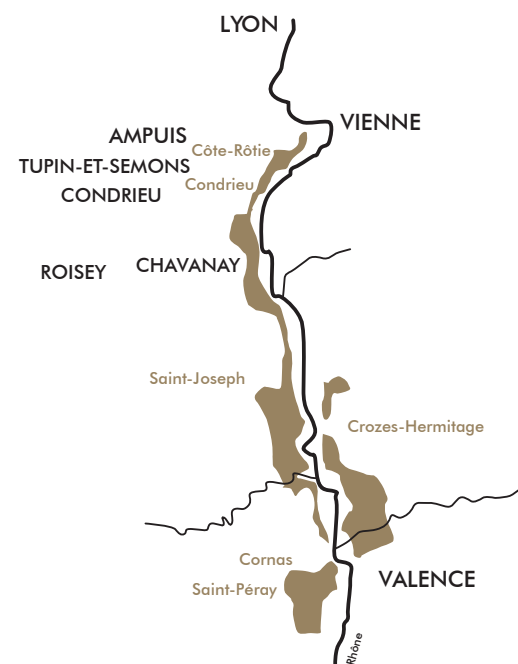 LYON
VIENNE
AMPUIS
Côte-Rôtie
TUPIN-ET-SEMONS
Condrieu
CONDRIEU
CHAVANAY
ROISEY
Saint-Joseph
Crozes-Hermitage
Cornas
VALENCE
Saint-Péray
Rhône